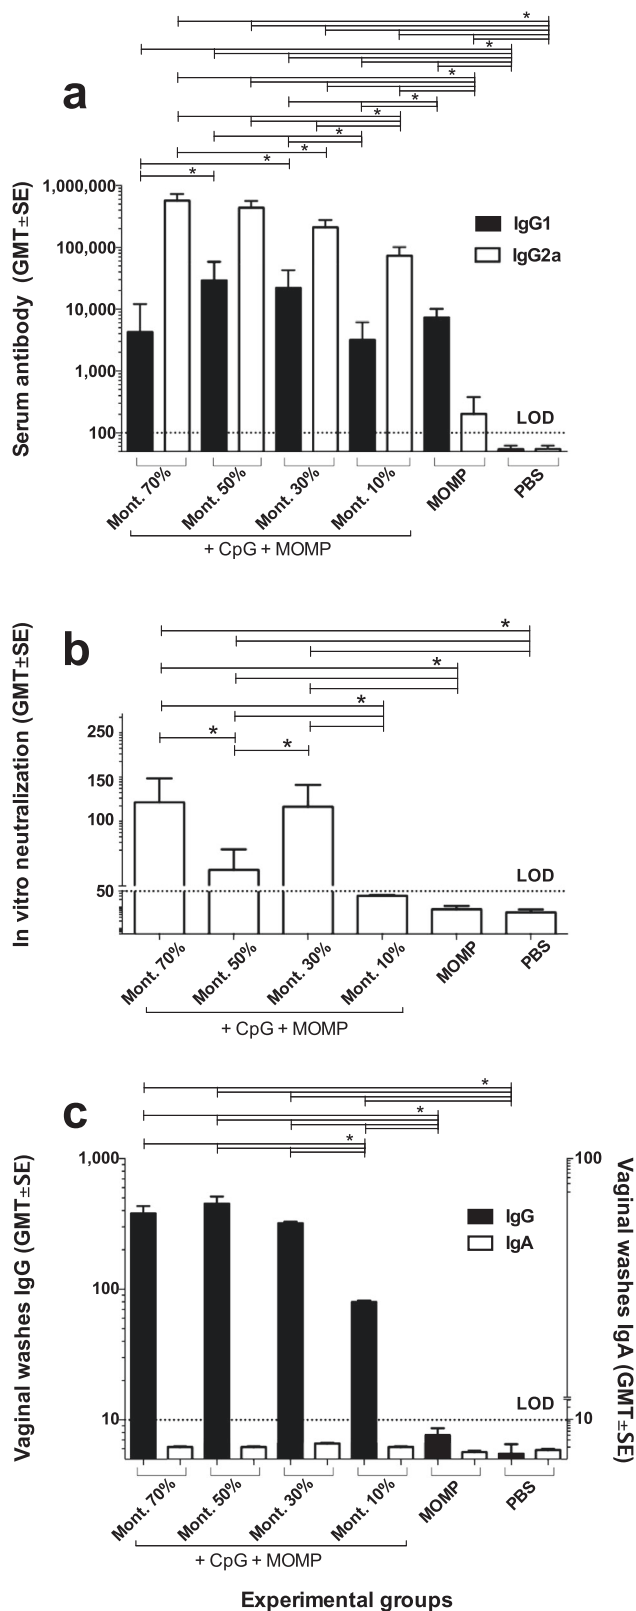 *
*
*
*
*
*
*
*
a
Serum antibody (GMT±SE)
1,000,000
100,000
10,000
1,000
100
IgG1
IgG2a
LOD
Mont. 70%
Mont. 50%
Mont. 30%
Mont. 10%
MOMP
PBS
+ CpG + MOMP
b
*
*
*
*
*
In vitro neutralization (GMT±SE)
250
150
100
50
LOD
Mont. 70%
Mont. 50%
Mont. 30%
Mont. 10%
MOMP
PBS
+ CpG + MOMP
c
*
*
*
Vaginal washes IgG (GMT±SE)
1,000
100
10
IgG
IgA
LOD
100
10
Vaginal washes IgA (GMT±SE)
Mont. 70%
Mont. 50%
Mont. 30%
Mont. 10%
MOMP
PBS
+ CpG + MOMP
Experimental groups